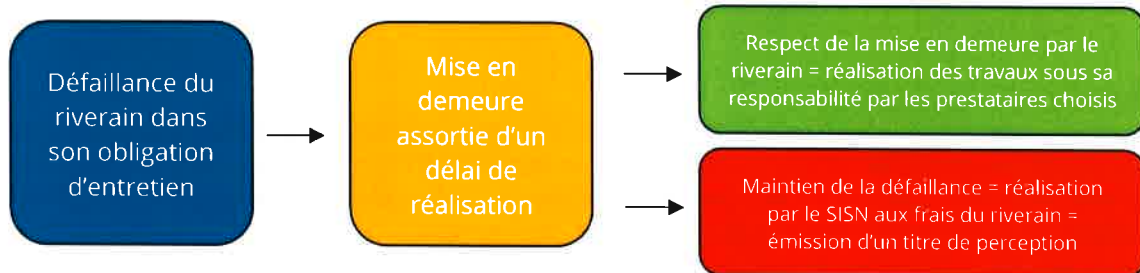 Défaillance du
riverain dans
son obligation
d'entretien
Mise en
demeure
assortie d'un
délai de
réalisation
Respect de la mise en demeure par le
riverain = réalisation des travaux sous sa
responsabilité par les prestataires choisis
Maintien de la défaillance = réalisation
par le SISN aux frais du riverain =
émission d'un titre de perception